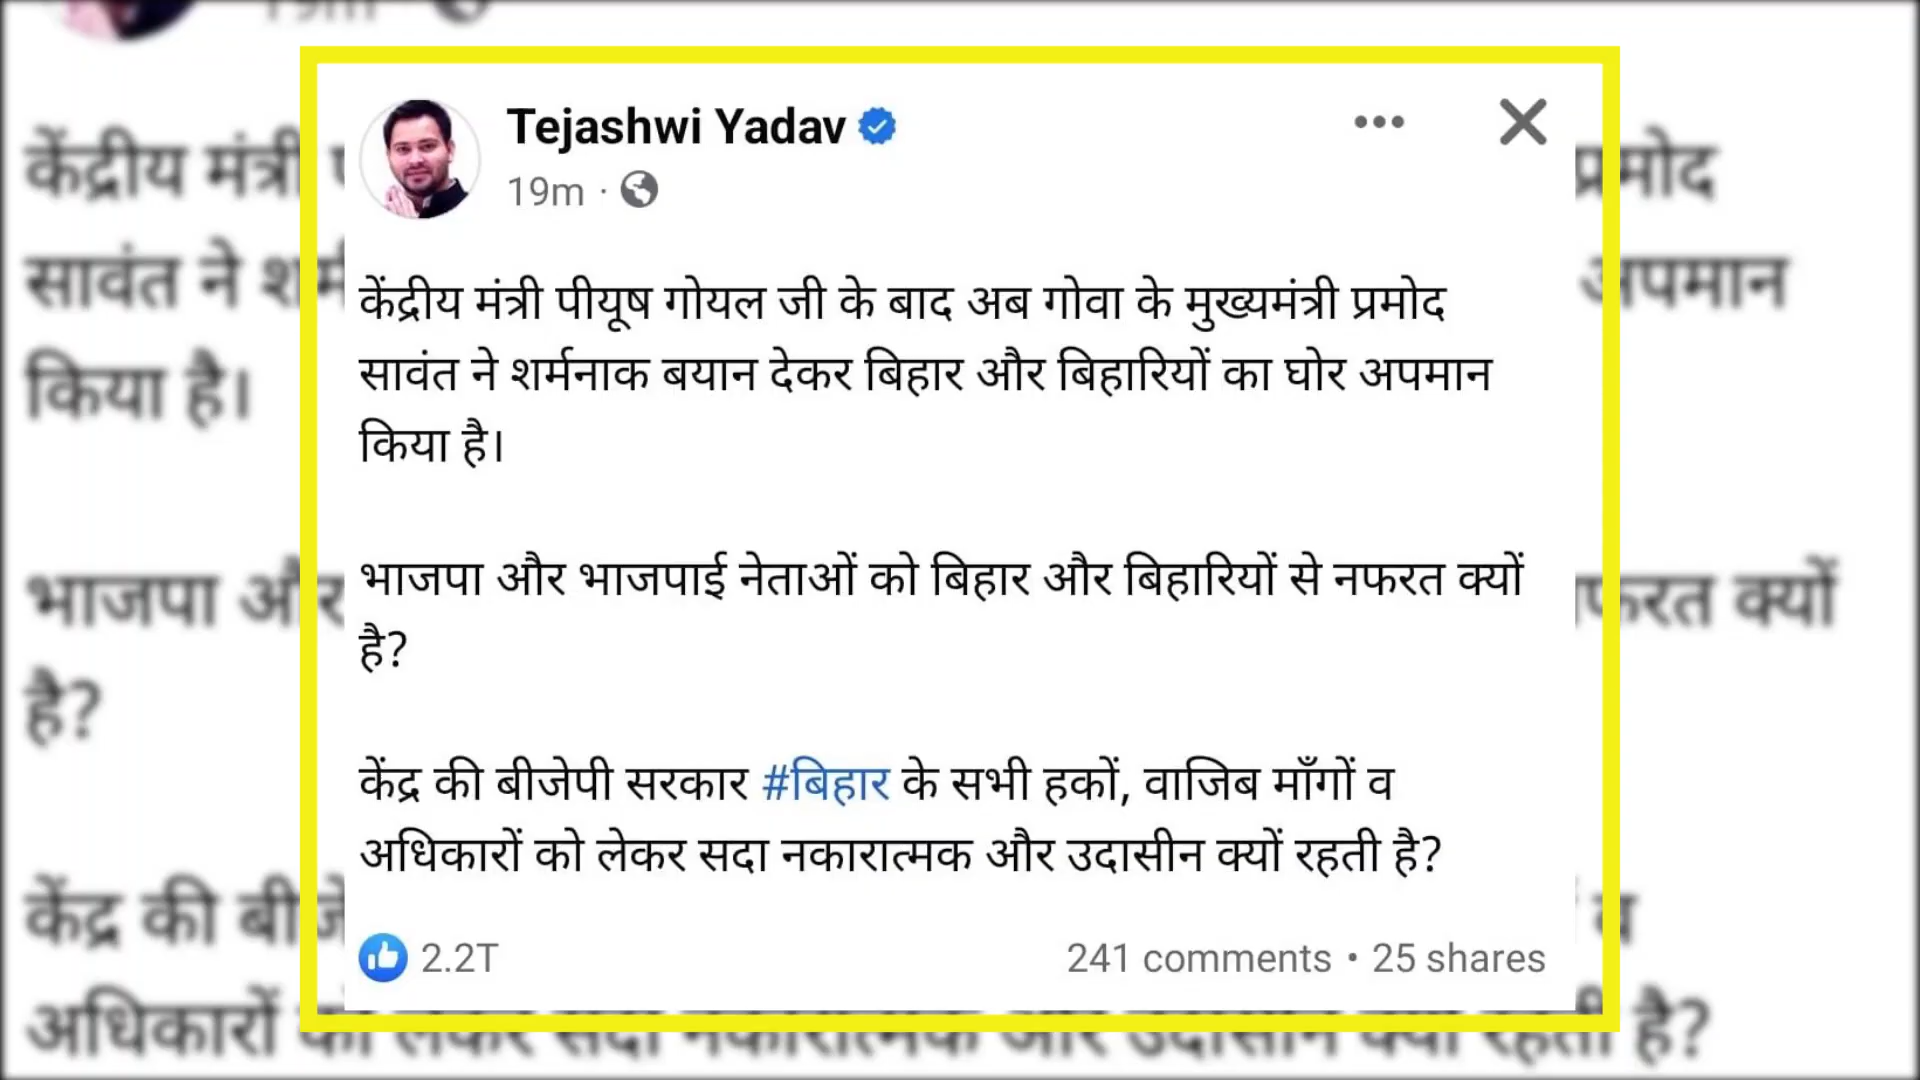 Tejashwi Yadav
19m ·
केंद्रीय मंत्री पीयूष गोयल जी के बाद अब गोवा के मुख्यमंत्री प्रमोद
सावंत ने शर्मनाक बयान देकर बिहार और बिहारियों का घोर अपमान
किया है।
भाजपा और भाजपाई नेताओं को बिहार और बिहारियों से नफरत क्यों
है?
केंद्र की बीजेपी सरकार #बिहार के सभी हकों, वाजिब माँगों व
अधिकारों को लेकर सदा नकारात्मक और उदासीन क्यों रहती है?
2.2T
241 comments • 25 shares